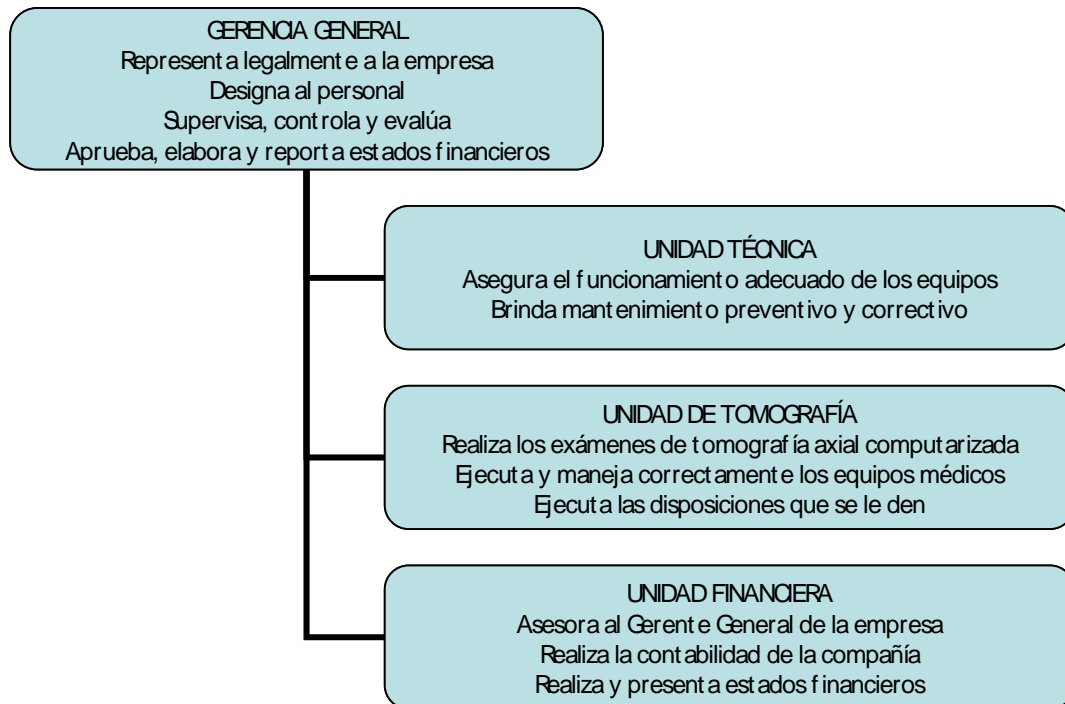 GERENCIA GENERAL
Representa legalmente a la empresa
Designa al personal
Supervisa, controla y evalúa
Aprueba, elabora y reporta estados financieros
UNIDAD TÉCNICA
Asegura el funcionamiento adecuado de los equipos
Brinda mantenimiento preventivo y correctivo
UNIDAD DE TOMOGRAFÍA
Realiza los exámenes de tomografía axial computarizada
Ejecuta y maneja correctamente los equipos médicos
Ejecuta las disposiciones que se le den
UNIDAD FINANCIERA
Asesora al Gerente General de la empresa
Realiza la contabilidad de la compañía
Realiza y presenta estados financieros